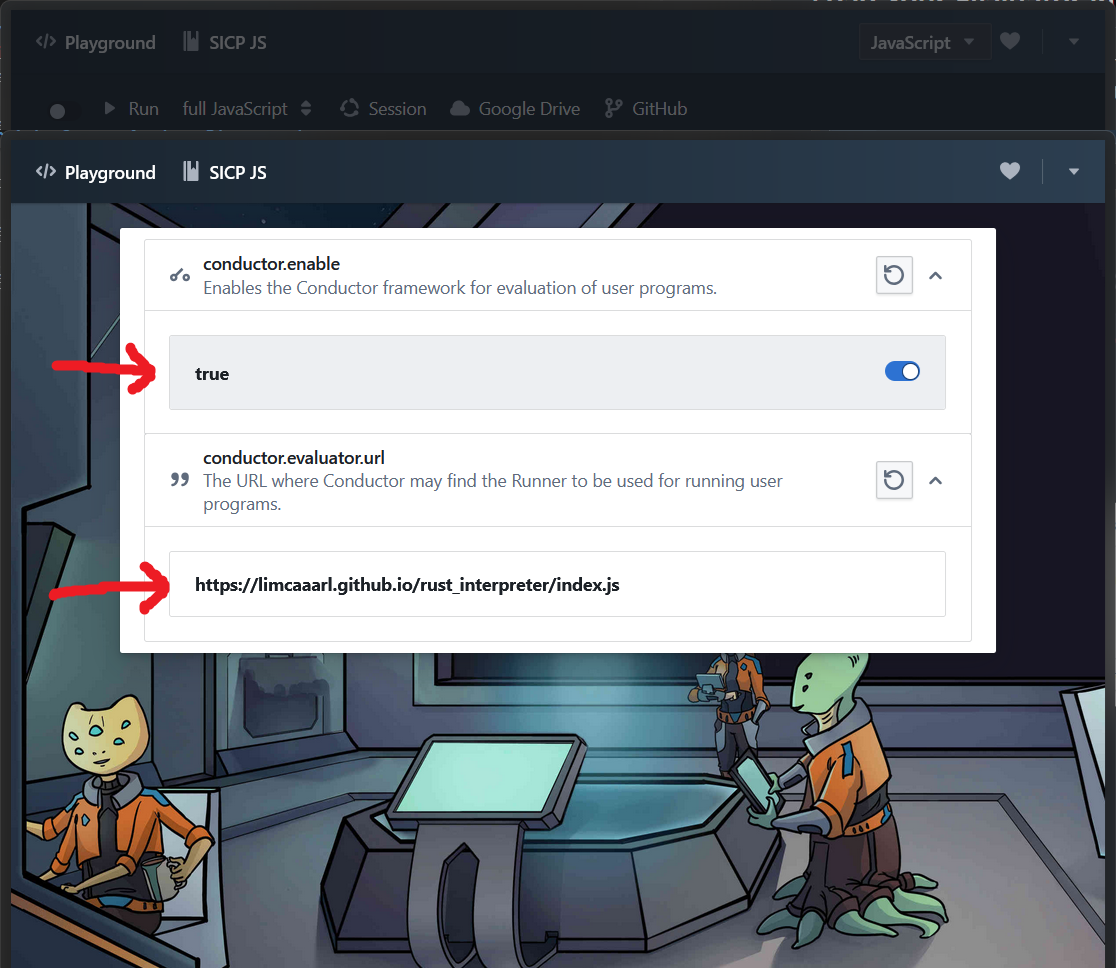 Playground SICP JS JavaScript
Run full JavaScript Session Google Drive GitHub
Playground SICP JS
conductor.enable
Enables the Conductor framework for evaluation of user programs.
true
conductor.evaluator.url
The URL where Conductor may find the Runner to be used for running user
programs.
https://limcaaarl.github.io/rust_interpreter/index.js